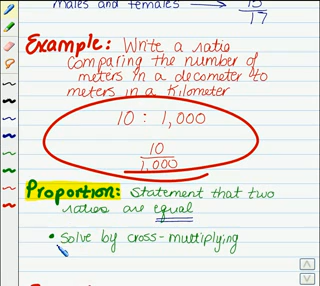 males and females → 15/17
Example: Write a ratio
Comparing the number of
meters in a decameter to
meters in a Kilometer
10 : 1,000
10
1,000
Proportion: Statement that two
ratios are equal
• Solve by cross-multiplying